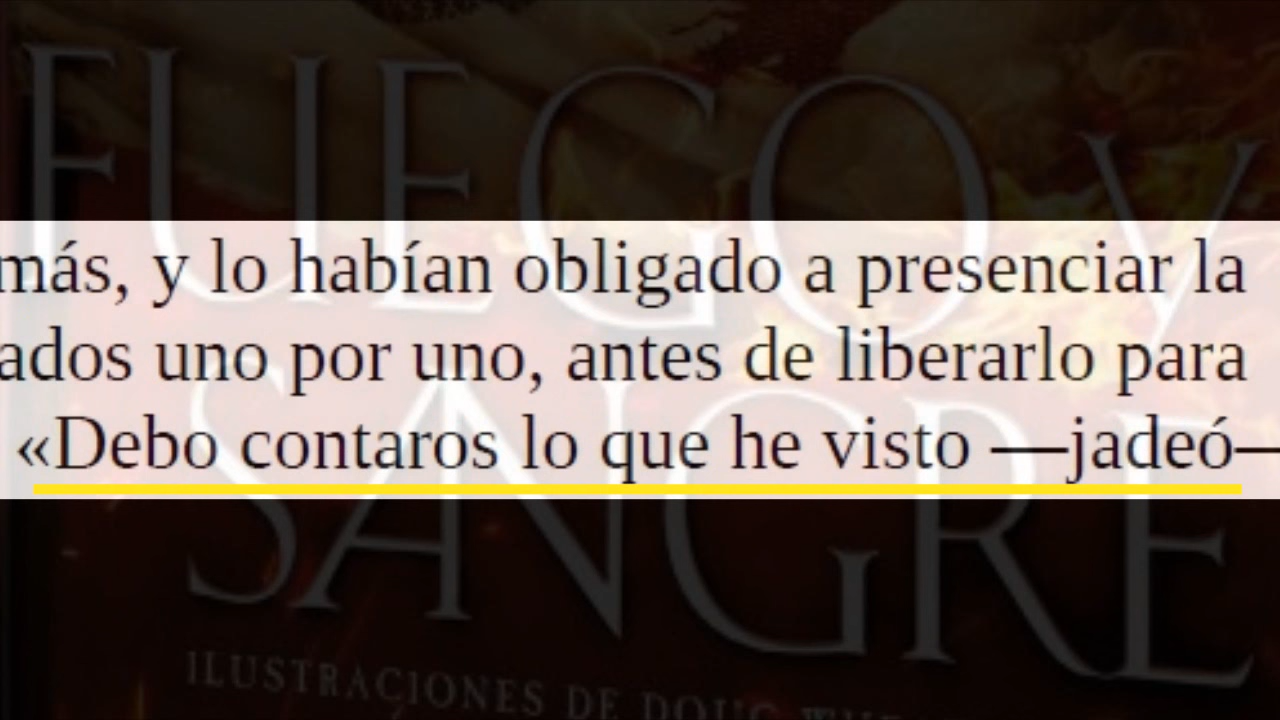 FUEGO Y
más, y lo habían obligado a presenciar la
ados uno por uno, antes de liberarlo para
«Debo contaros lo que he visto —jadeó—
SANGRE
ILUSTRACIONES DE DOUG